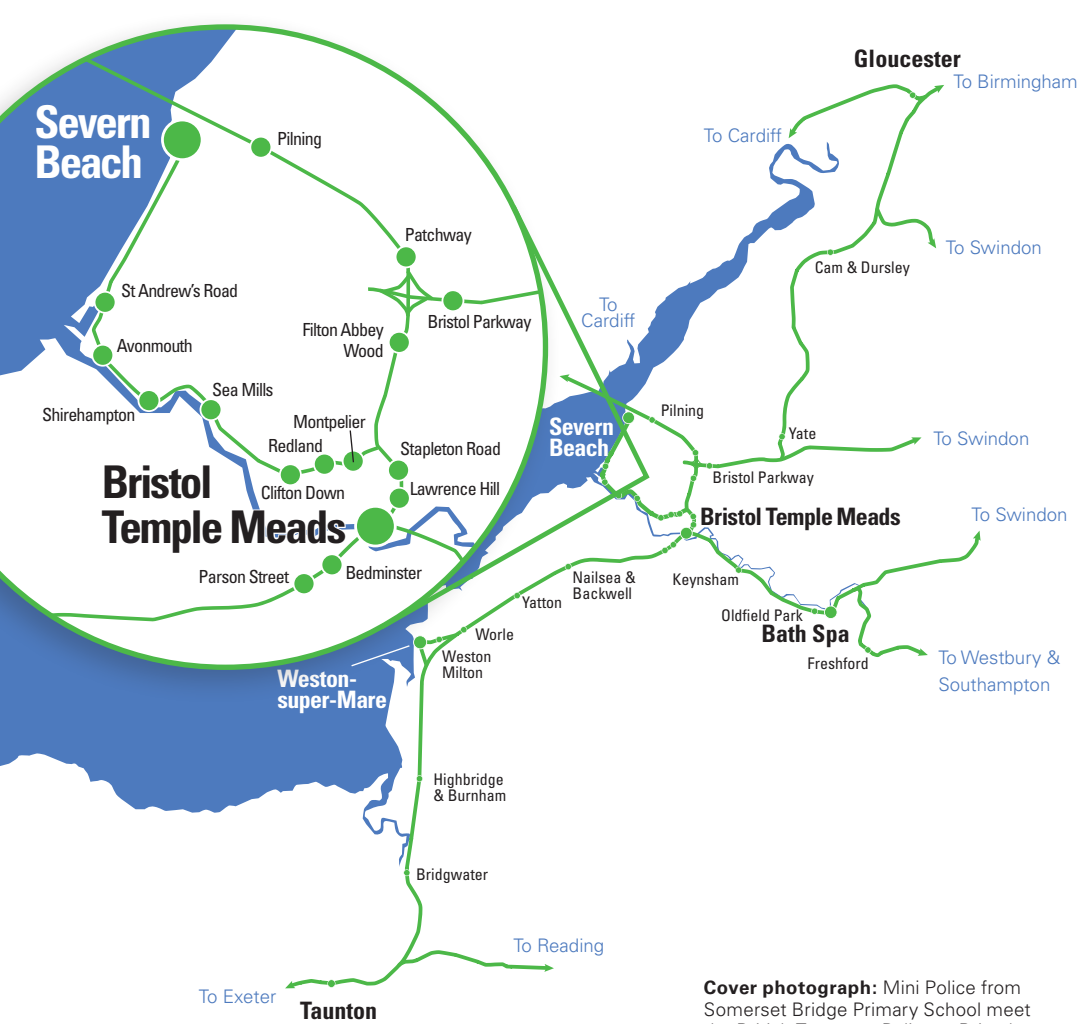 Severn
Beach
Pilning
Patchway
St Andrew's Road
Bristol Parkway
Filton Abbey
Wood
Avonmouth
Sea Mills
Shirehampton
Montpelier
Redland
Clifton Down
Stapleton Road
Lawrence Hill
Bristol
Temple Meads
Parson Street
Bedminster
Gloucester
To Birmingham
To Cardiff
To Swindon
Cam & Dursley
To
Cardiff
Pilning
Severn
Beach
Yate
To Swindon
Bristol Parkway
Bristol Temple Meads
To Swindon
Nailsea &
Backwell
Keynsham
Yatton
Oldfield Park
Bath Spa
Freshford
To Westbury &
Southampton
Worle
Weston
Milton
Weston-
super-Mare
Highbridge
& Burnham
Bridgwater
To Reading
To Exeter
Taunton
Cover photograph: Mini Police from
Somerset Bridge Primary School meet